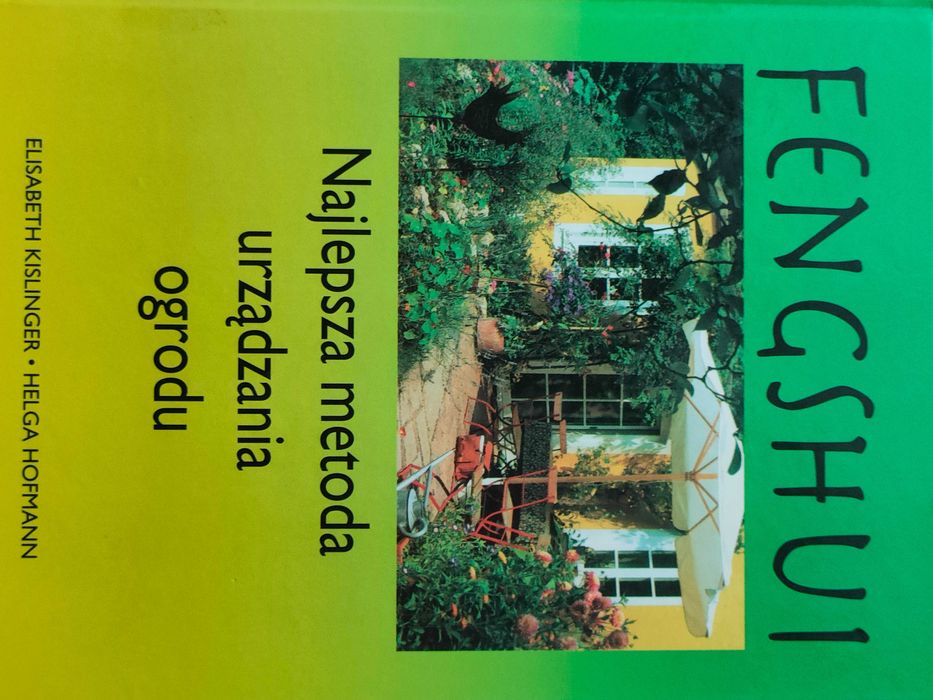 FENGSHUI
Najlepsza metoda
urządzania
ogrodu
ELISABETH KISLINGER • HELGA HOFMANN